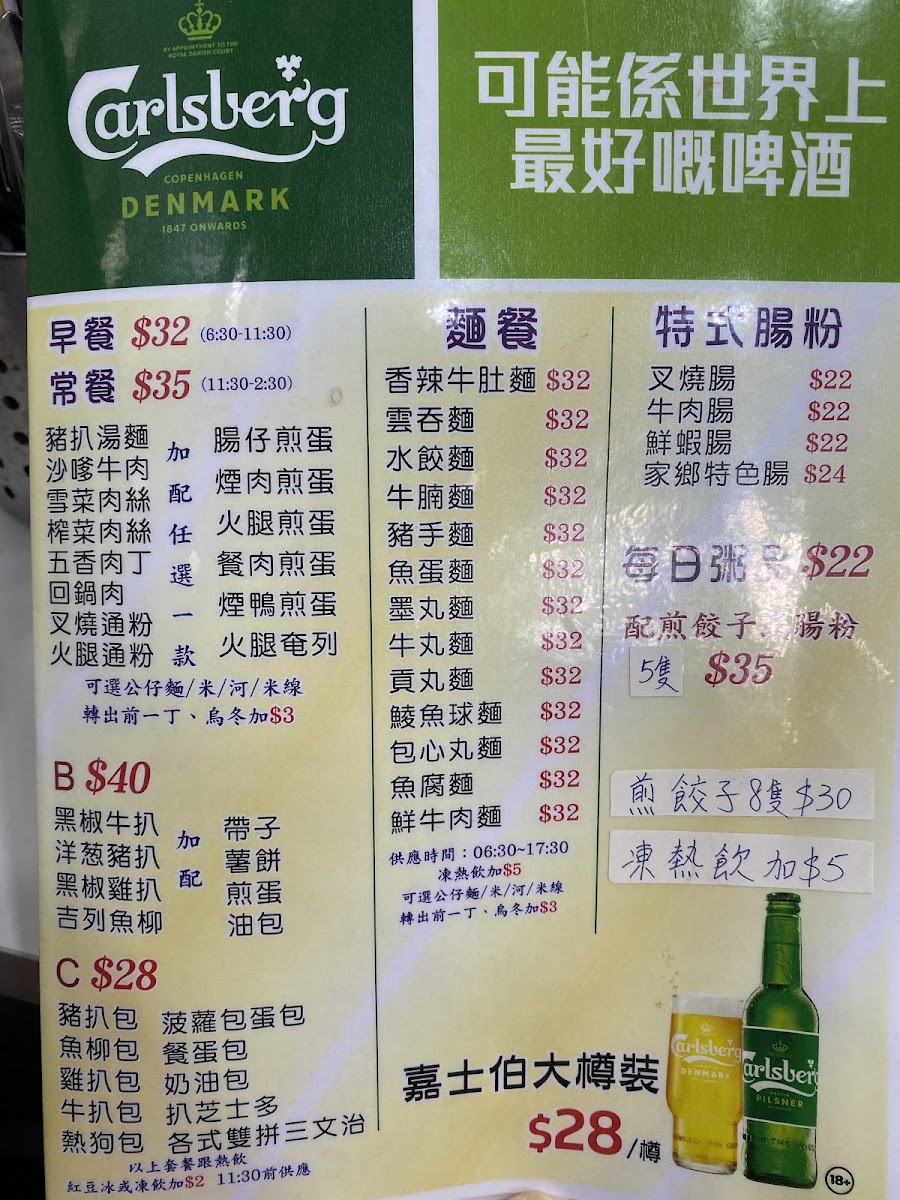 BY APPOINTMENT TO THE
ROYAL DANISH COURT
Carlsberg
COPENHAGEN
DENMARK
1847 ONWARDS
可能係世界上
最好嘅啤酒
早餐 $32 (6:30-11:30)
常餐 $35 (11:30-2:30)
豬扒湯麵
沙嗲牛肉
雪菜肉絲
榨菜肉絲
五香肉丁
回鍋肉
叉燒通粉
火腿通粉
加配任選一款
腸仔煎蛋
煙肉煎蛋
火腿煎蛋
餐肉煎蛋
煙鴨煎蛋
火腿奄列
可選公仔麵/米/河/米線
轉出前一丁、烏冬加$3
B $40
黑椒牛扒
洋葱豬扒
黑椒雞扒
吉列魚柳
加配
帶子
薯餅
煎蛋
油包
C $28
豬扒包 菠蘿包蛋包
魚柳包 餐蛋包
雞扒包 奶油包
牛扒包 扒芝士多
熱狗包 各式雙拼三文治
以上套餐跟熱飲
紅豆冰或凍飲加$2 11:30前供應
麵餐
香辣牛肚麵 $32
雲吞麵 $32
水餃麵 $32
牛腩麵 $32
豬手麵 $32
魚蛋麵 $32
墨丸麵 $32
牛丸麵 $32
貢丸麵 $32
鯪魚球麵 $32
包心丸麵 $32
魚腐麵 $32
鮮牛肉麵 $32
供應時間：06:30~17:30
凍熱飲加$5
可選公仔麵/米/河/米線
轉出前一丁、烏冬加$3
特式腸粉
叉燒腸 $22
牛肉腸 $22
鮮蝦腸 $22
家鄉特色腸 $24
每日粥品 $22
配煎餃子 腸粉
5隻 $35
煎餃子8隻$30
凍熱飲加$5
嘉士伯大樽裝
$28/樽
Carlsberg
DENMARK
Carlsberg
PILSNER
18+